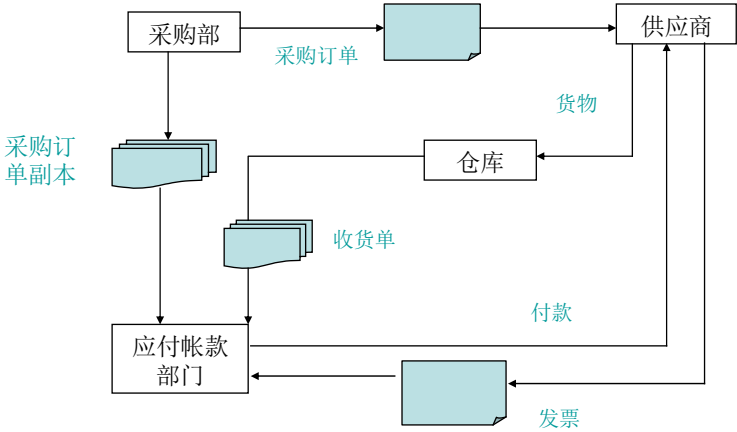 采购部
采购订单
供应商
货物
采购订
单副本
仓库
收货单
付款
应付帐款
部门
发票